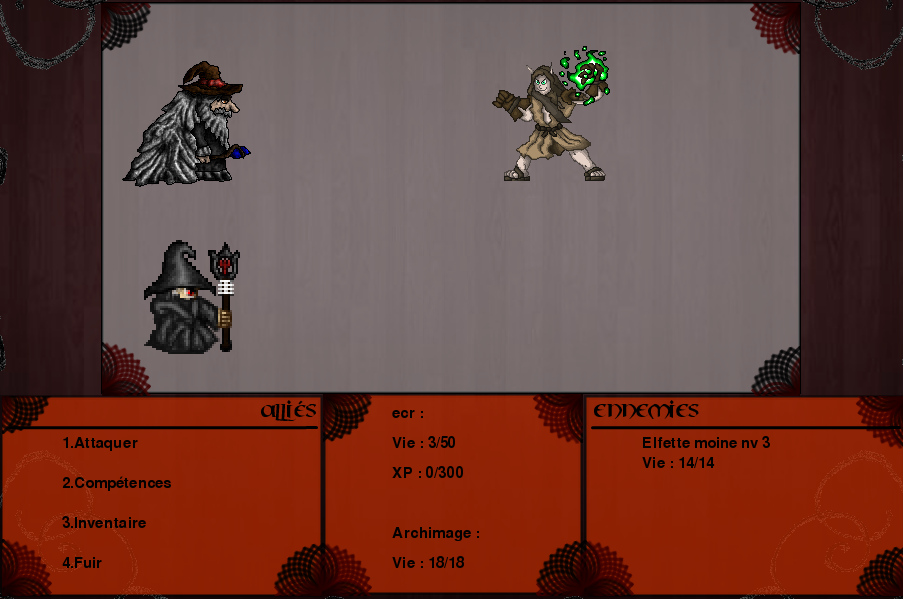 ALLIÉS
1.Attaquer
2.Compétences
3.Inventaire
4.Fuir
ecr :
Vie : 3/50
XP : 0/300
Archimage :
Vie : 18/18
ENNEMIES
Elfette moine nv 3
Vie : 14/14